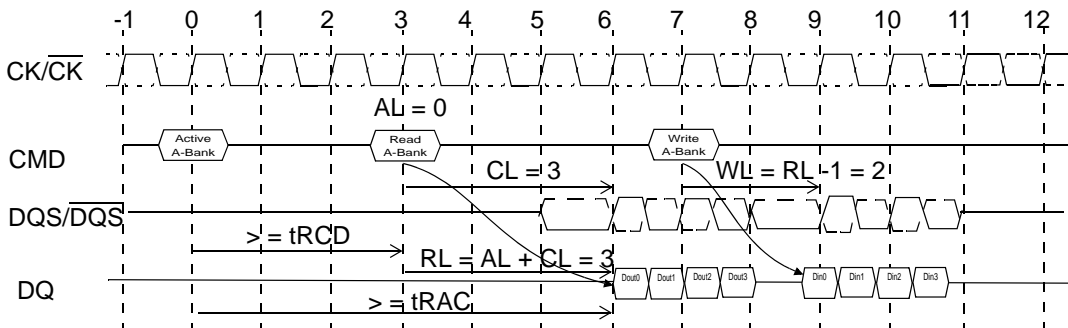 -1 0 1 2 3 4 5 6 7 8 9 10 11 12
CK/CK
AL = 0
Active
A-Bank
Read
A-Bank
Write
A-Bank
CMD
CL = 3
WL = RL -1 = 2
DQS/DQS
> = tRCD
RL = AL + CL = 3
DQ
Dout0 Dout1 Dout2 Dout3 Din0 Din1 Din2 Din3
> = tRAC